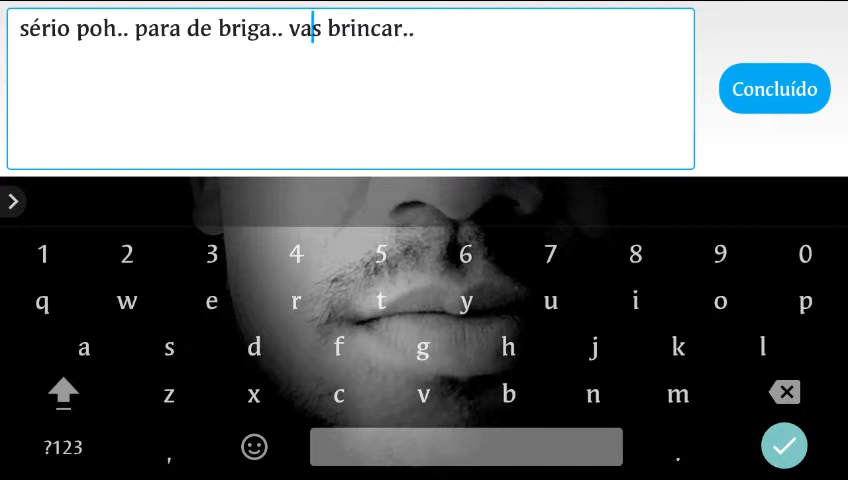 sério poh.. para de briga.. vas brincar..
Concluído
1 2 3 4 5 6 7 8 9 0
q w e r t y u i o p
a s d f g h j k l
z x c v b n m
?123 , .